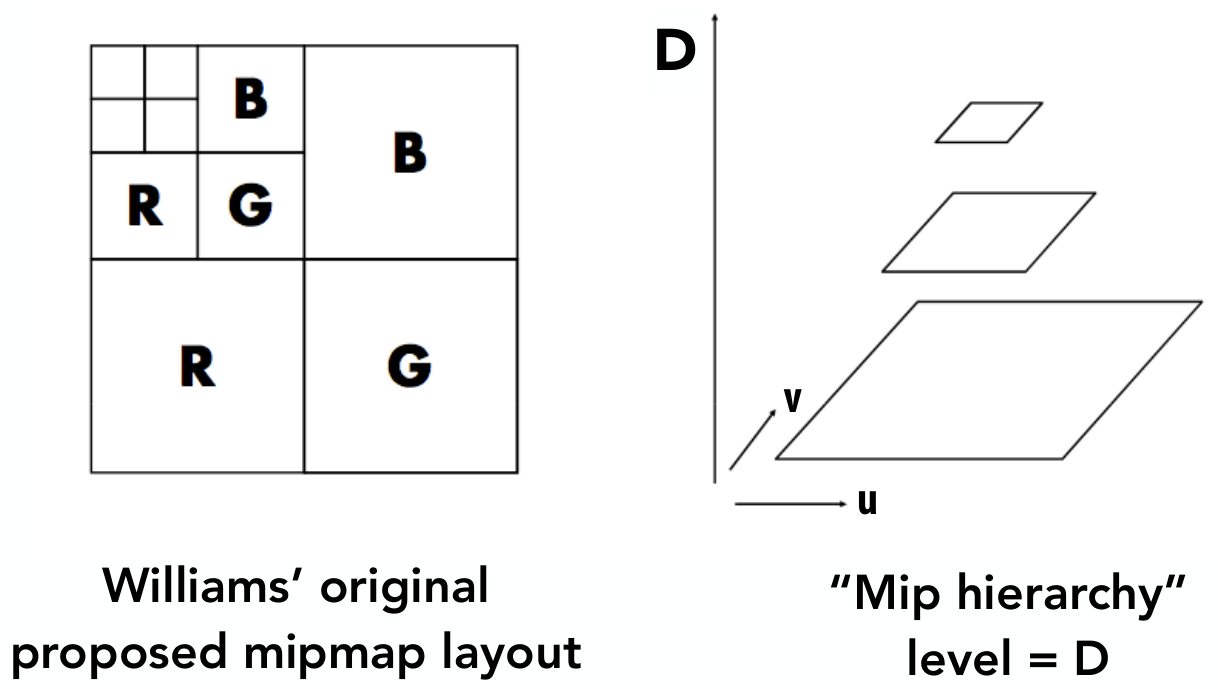 B
B
R
G
R
G
Williams’ original
proposed mipmap layout
D
v
u
“Mip hierarchy”
level = D